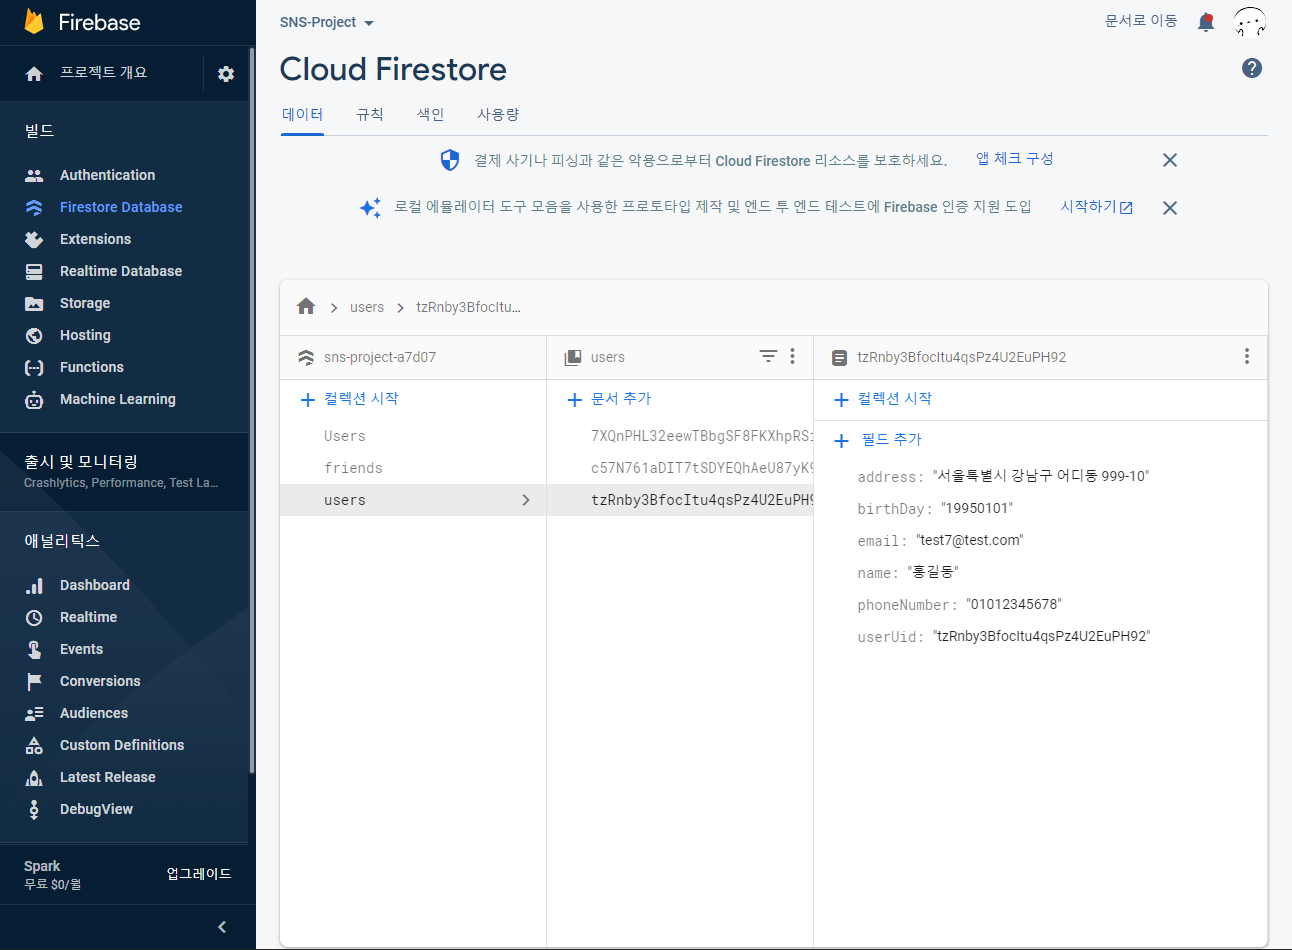 Firebase
프로젝트 개요
빌드
Authentication
Firestore Database
Extensions
Realtime Database
Storage
Hosting
Functions
Machine Learning
출시 및 모니터링
Crashlytics, Performance, Test La...
애널리틱스
Dashboard
Realtime
Events
Conversions
Audiences
Custom Definitions
Latest Release
DebugView
Spark
무료 $0/월
업그레이드
SNS-Project
문서로 이동
Cloud Firestore
데이터 규칙 색인 사용량
결제 사기나 피싱과 같은 악용으로부터 Cloud Firestore 리소스를 보호하세요. 앱 체크 구성
로컬 에뮬레이터 도구 모음을 사용한 프로토타입 제작 및 엔드 투 엔드 테스트에 Firebase 인증 지원 도입 시작하기
users tzRnby3BfocItu...
sns-project-a7d07
컬렉션 시작
Users
friends
users
users
문서 추가
7XQnPHL32eewTBbgSF8FKXhpRS
c57N761aDIT7tSDYEQhAeU87yK
tzRnby3BfocItu4qsPz4U2EuPH9
tzRnby3BfocItu4qsPz4U2EuPH92
컬렉션 시작
필드 추가
address: "서울특별시 강남구 어디동 999-10"
birthDay: "19950101"
email: "test7@test.com"
name: "홍길동"
phoneNumber: "01012345678"
userUid: "tzRnby3BfocItu4qsPz4U2EuPH92"